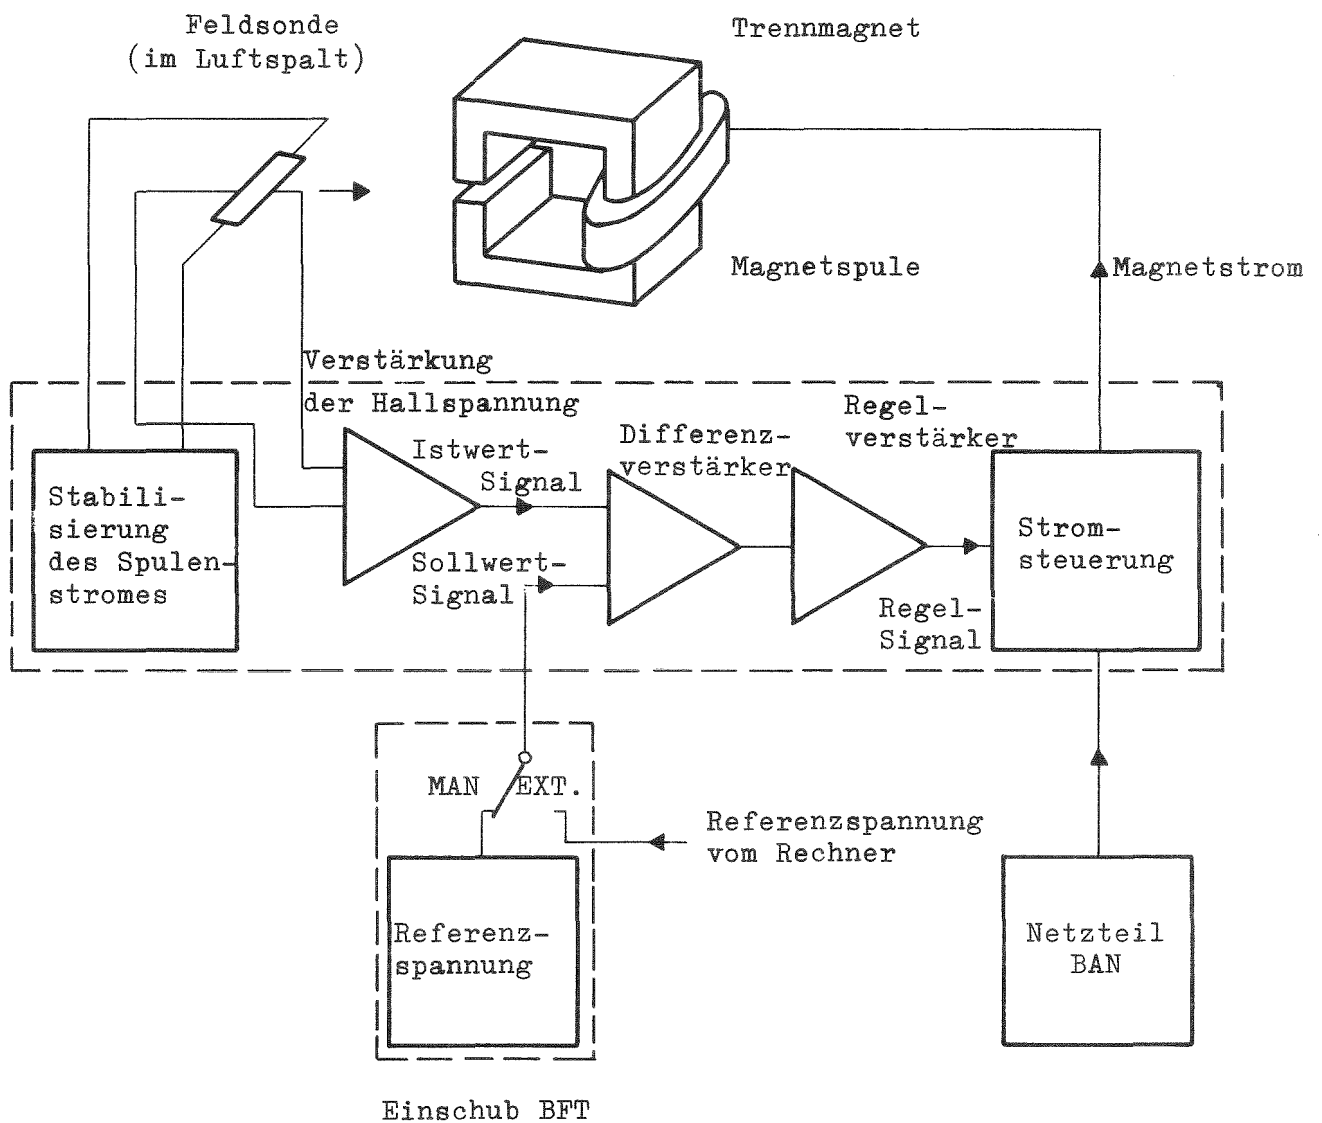 Feldsonde
(im Luftspalt)
Trennmagnet
Magnetspule
Magnetstrom
Verstärkung
der Hallspannung
Istwert-
Signal
Sollwert-
Signal
Differenz-
verstärker
Regel-
verstärker
Regel-
Signal
Stabili-
sierung
des Spulen-
stromes
Strom-
steuerung
MAN EXT.
Referenzspannung
vom Rechner
Referenz-
spannung
Netzteil
BAN
Einschub BFT